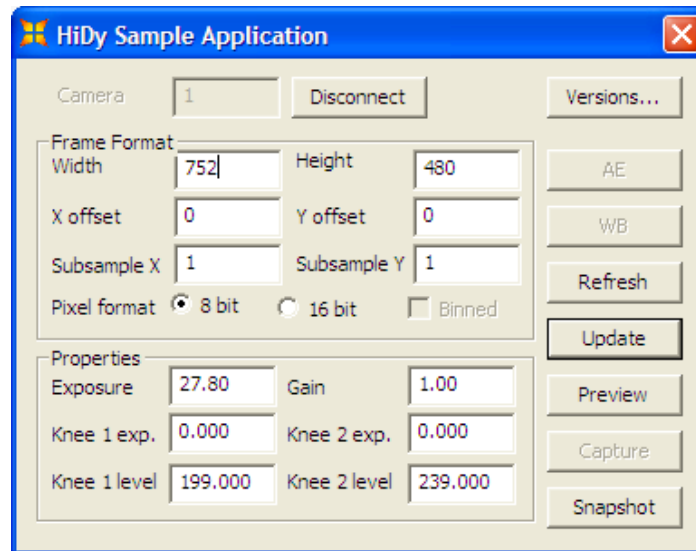 HiDy Sample Application
Camera 1 Disconnect Versions...
Frame Format
Width 752 Height 480 AE
X offset 0 Y offset 0 WB
Subsample X 1 Subsample Y 1 Refresh
Pixel format 8 bit 16 bit Binned
Update
Properties
Exposure 27.80 Gain 1.00 Preview
Knee 1 exp. 0.000 Knee 2 exp. 0.000 Capture
Knee 1 level 199.000 Knee 2 level 239.000 Snapshot